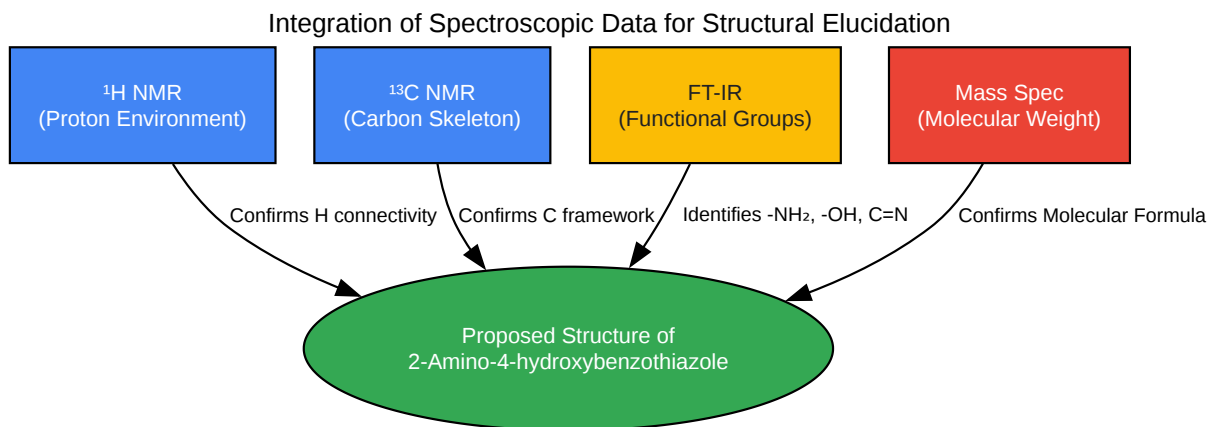 Integration of Spectroscopic Data for Structural Elucidation
¹H NMR
(Proton Environment)
¹³C NMR
(Carbon Skeleton)
FT-IR
(Functional Groups)
Mass Spec
(Molecular Weight)
Confirms H connectivity
Confirms C framework
Identifies -NH₂, -OH, C=N
Confirms Molecular Formula
Proposed Structure of
2-Amino-4-hydroxybenzothiazole